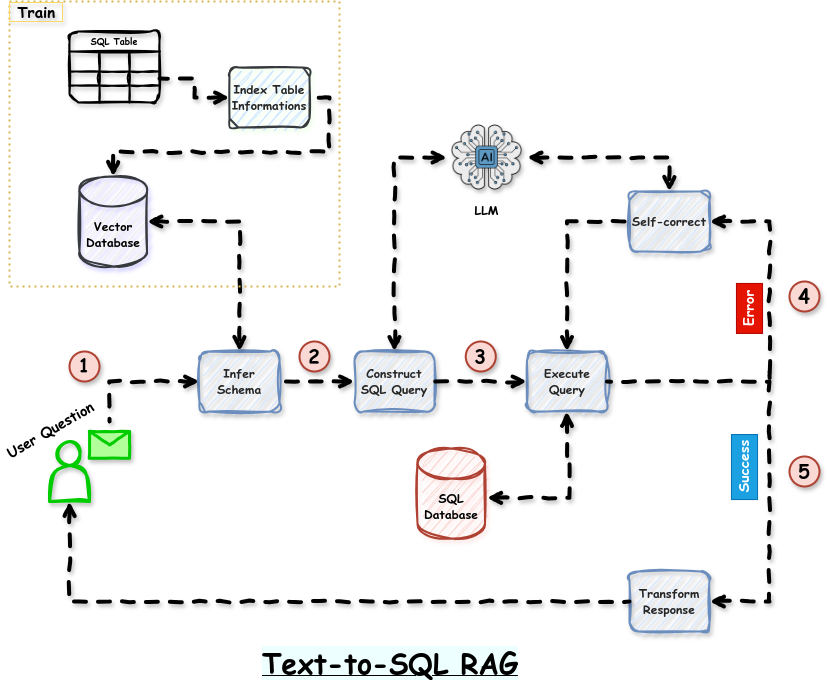 Train
SQL Table
Index Table
Informations
Vector
Database
AI
LLM
Self-correct
Error
4
1
2
3
Infer
Schema
Construct
SQL Query
Execute
Query
User Question
SQL
Database
Success
5
Transform
Response
Text-to-SQL RAG